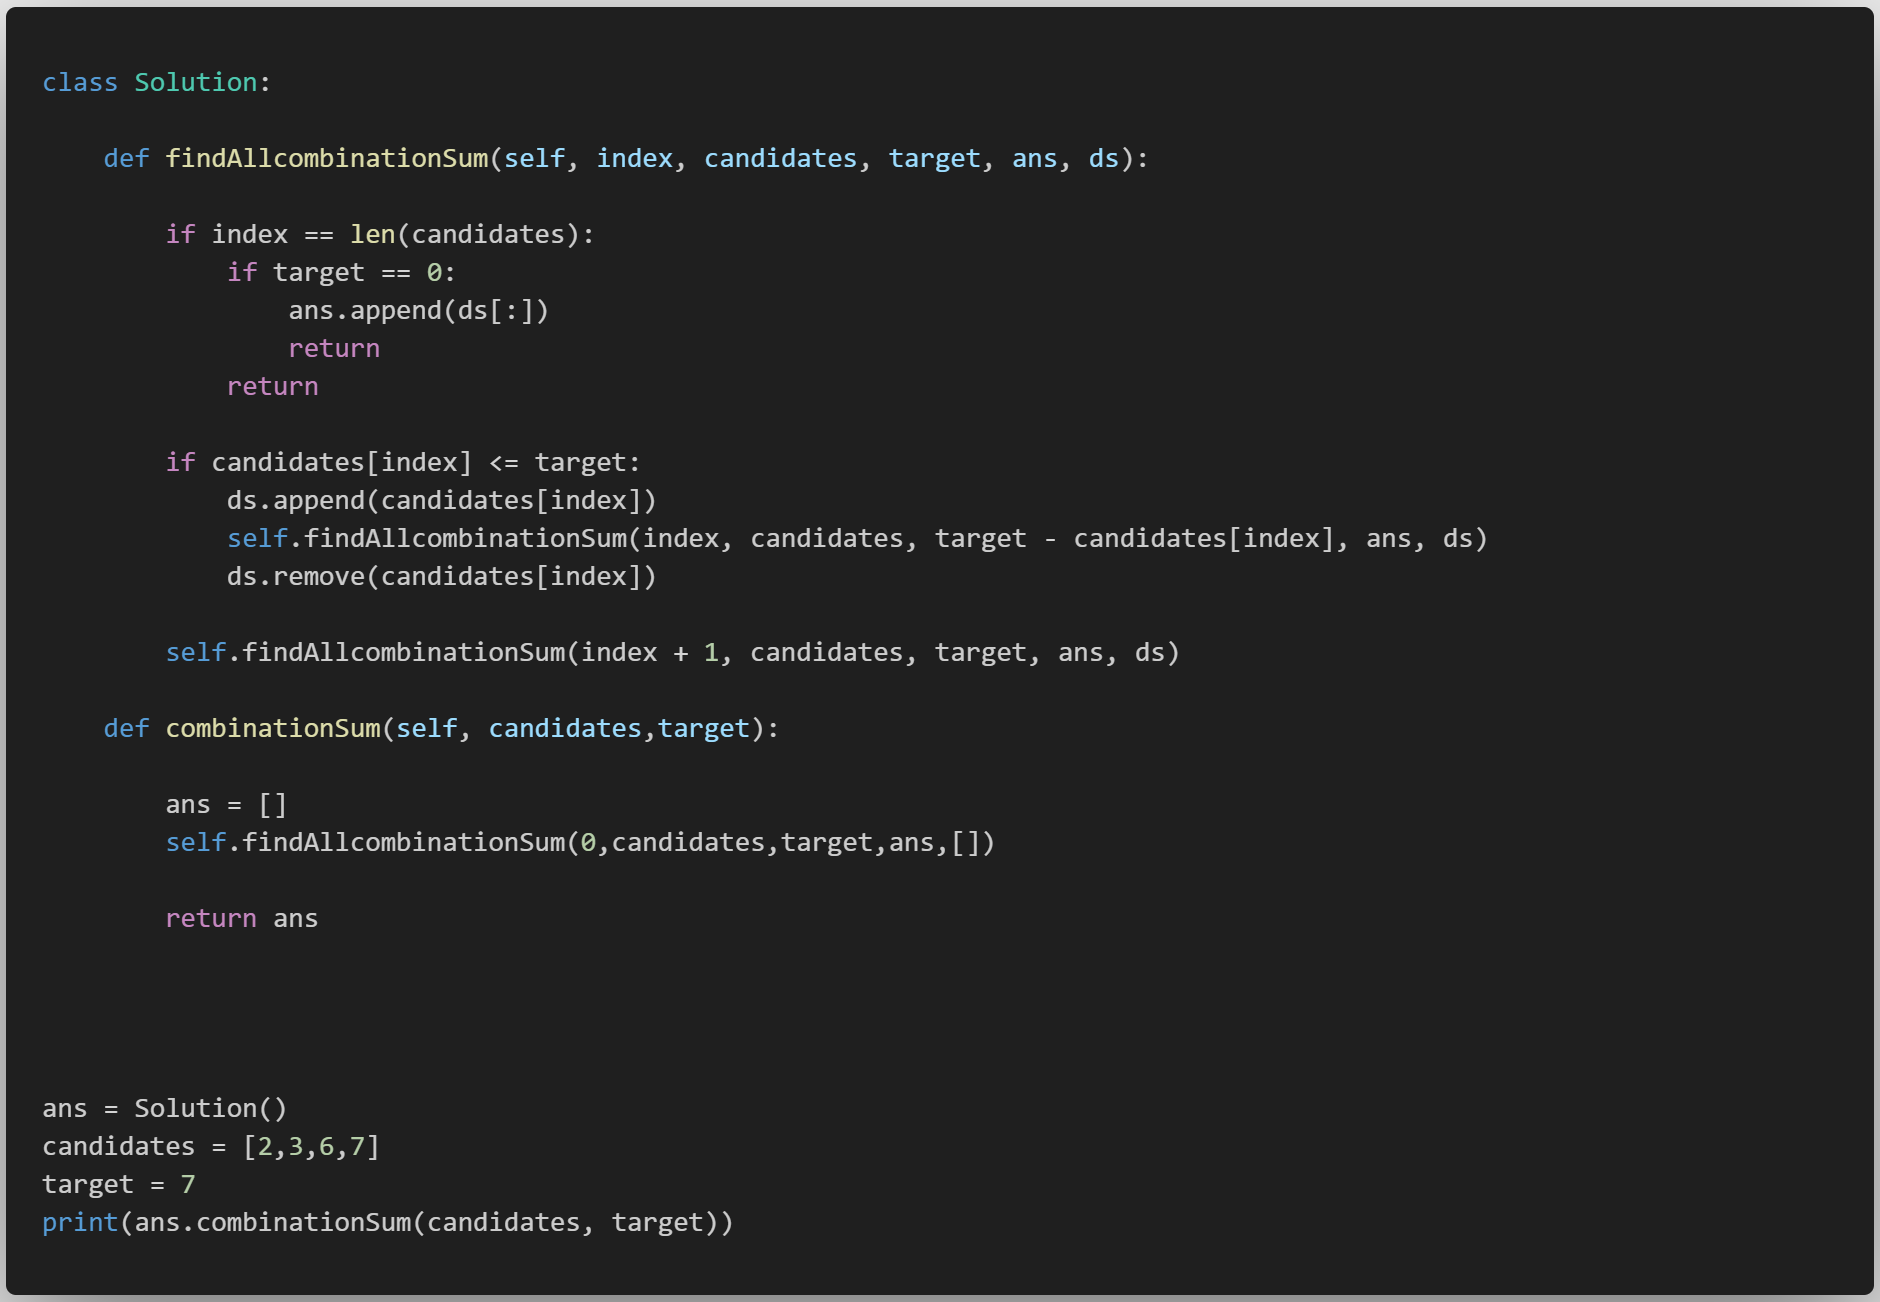 class Solution:
    def findAllcombinationSum(self, index, candidates, target, ans, ds):
        if index == len(candidates):
            if target == 0:
                ans.append(ds[:])
                return
            return
        if candidates[index] <= target:
            ds.append(candidates[index])
            self.findAllcombinationSum(index, candidates, target - candidates[index], ans, ds)
            ds.remove(candidates[index])
        self.findAllcombinationSum(index + 1, candidates, target, ans, ds)
    def combinationSum(self, candidates,target):
        ans = []
        self.findAllcombinationSum(0,candidates,target,ans,[])
        return ans
ans = Solution()
candidates = [2,3,6,7]
target = 7
print(ans.combinationSum(candidates, target))